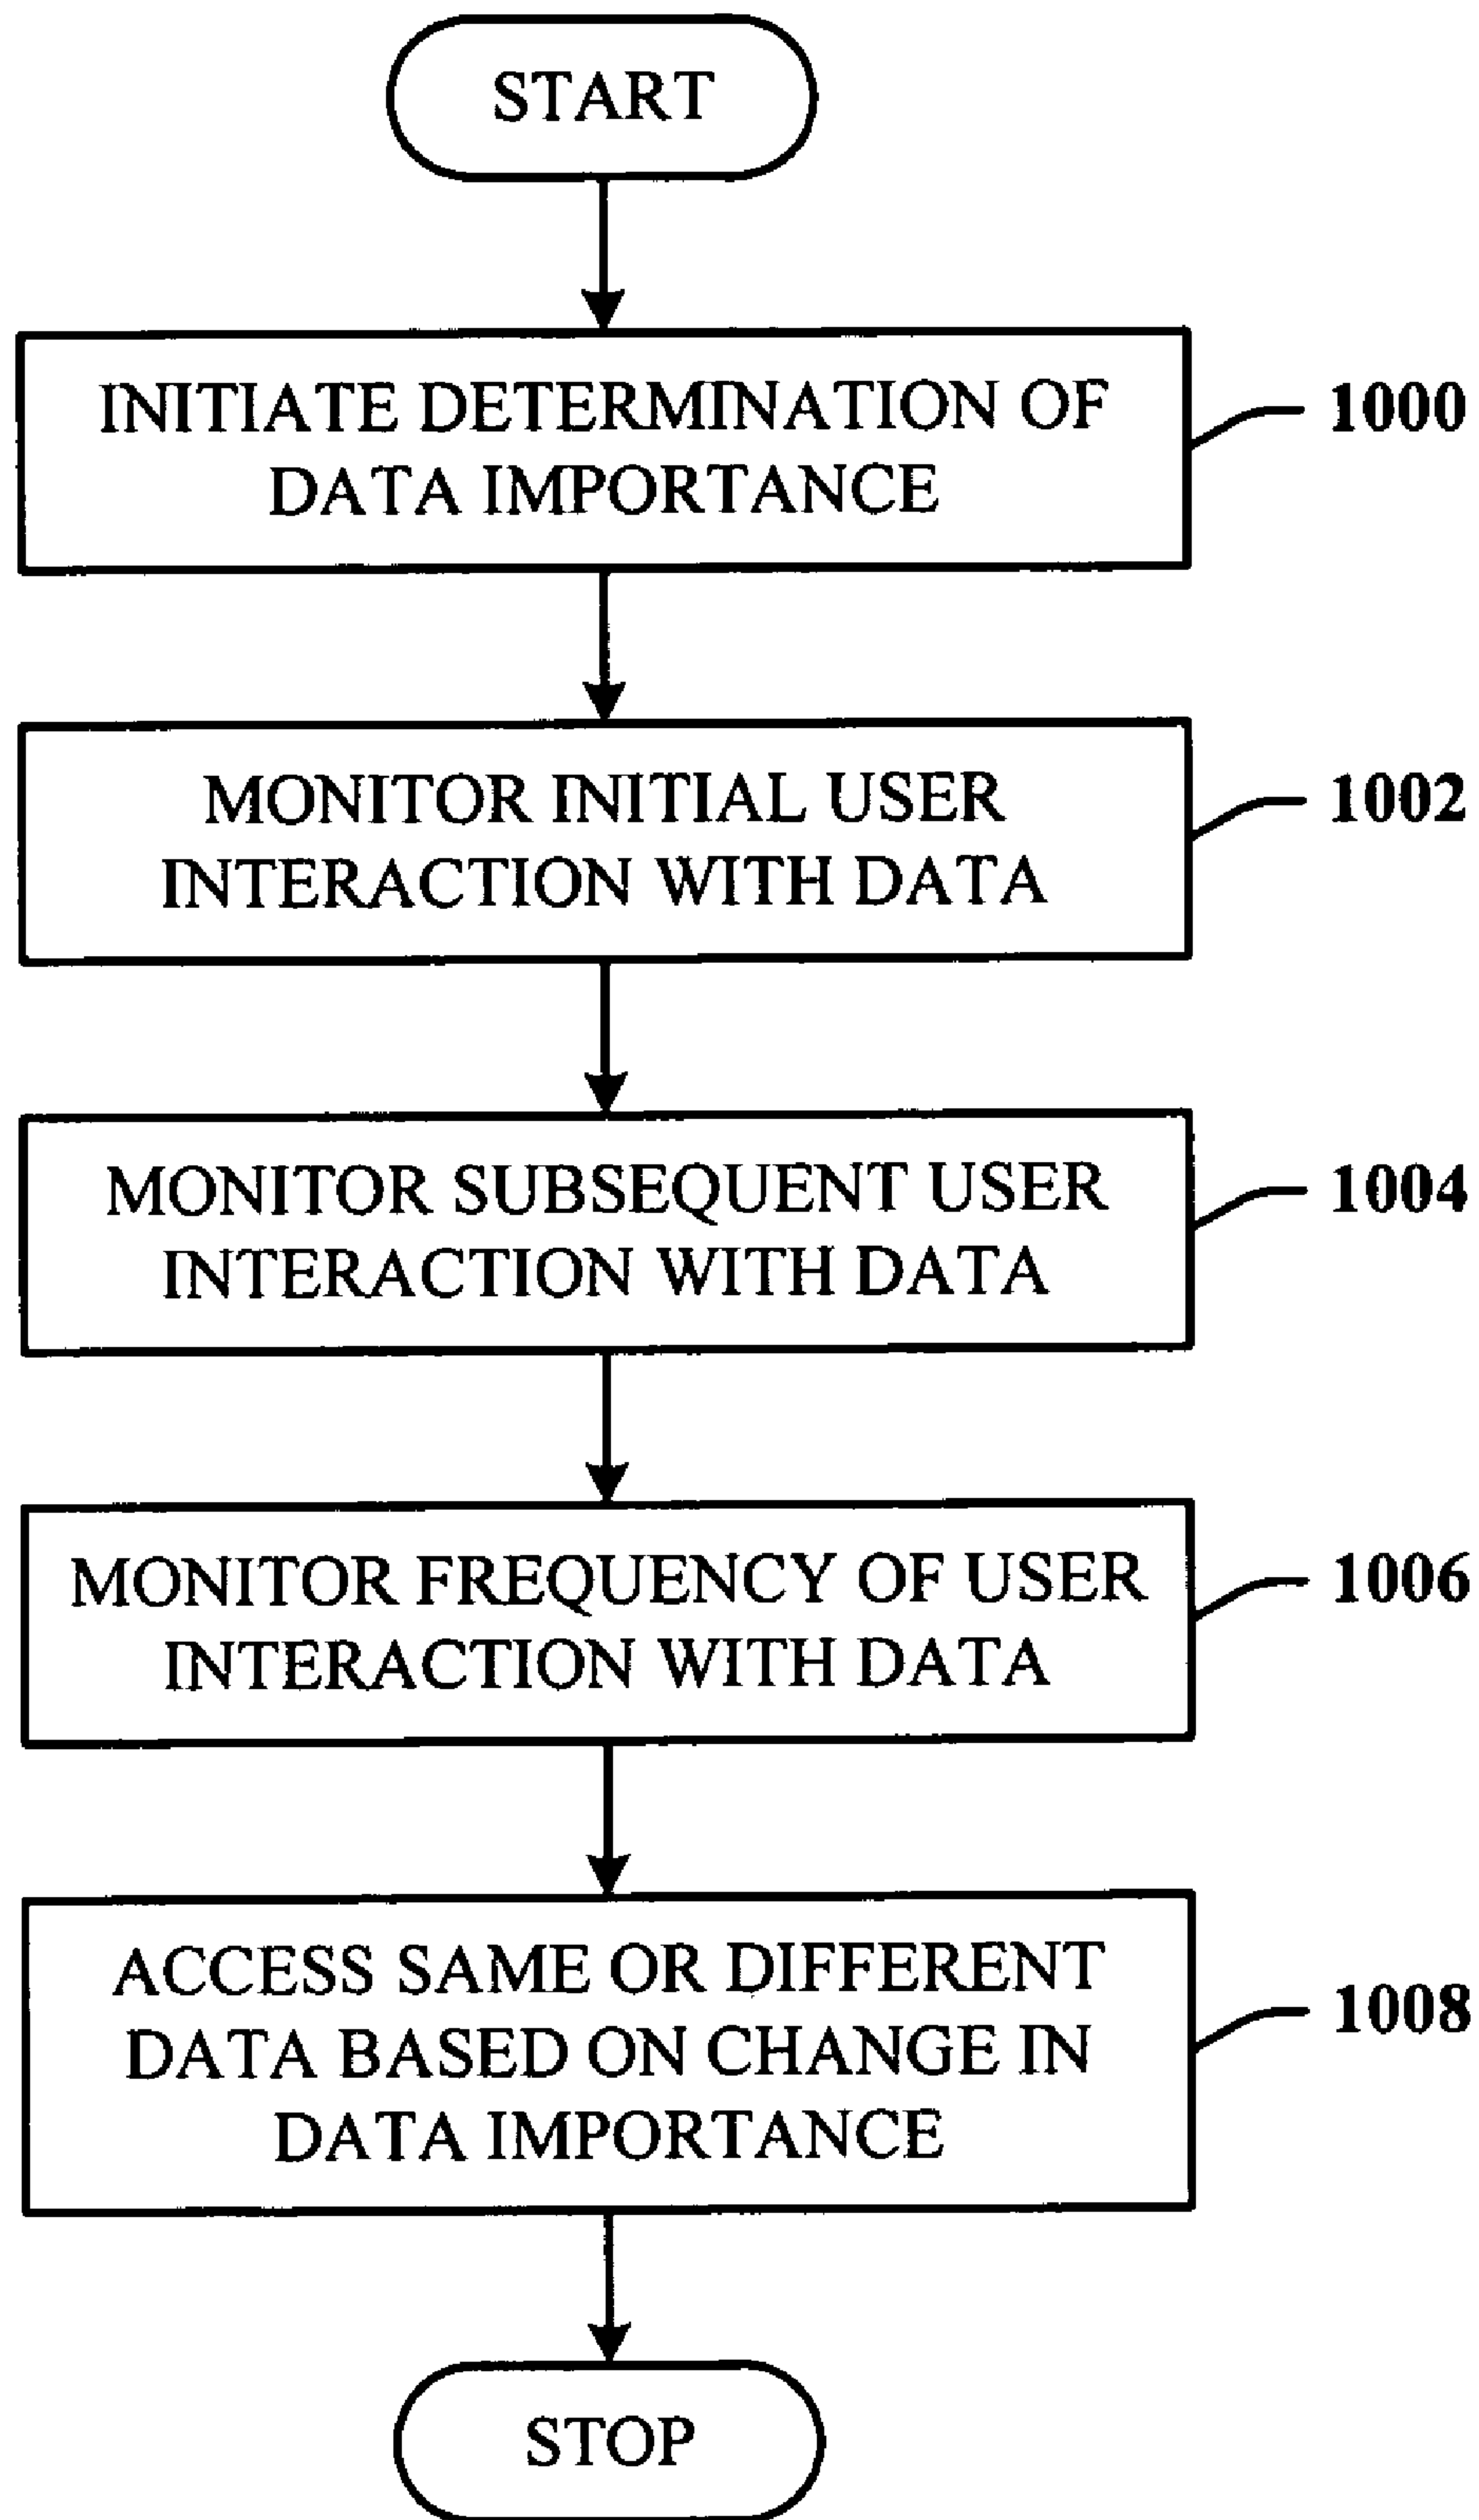 START
INITIATE DETERMINATION OF
DATA IMPORTANCE
1000
MONITOR INITIAL USER
INTERACTION WITH DATA
1002
MONITOR SUBSEQUENT USER
INTERACTION WITH DATA
1004
MONITOR FREQUENCY OF USER
INTERACTION WITH DATA
1006
ACCESS SAME OR DIFFERENT
DATA BASED ON CHANGE IN
DATA IMPORTANCE
1008
STOP